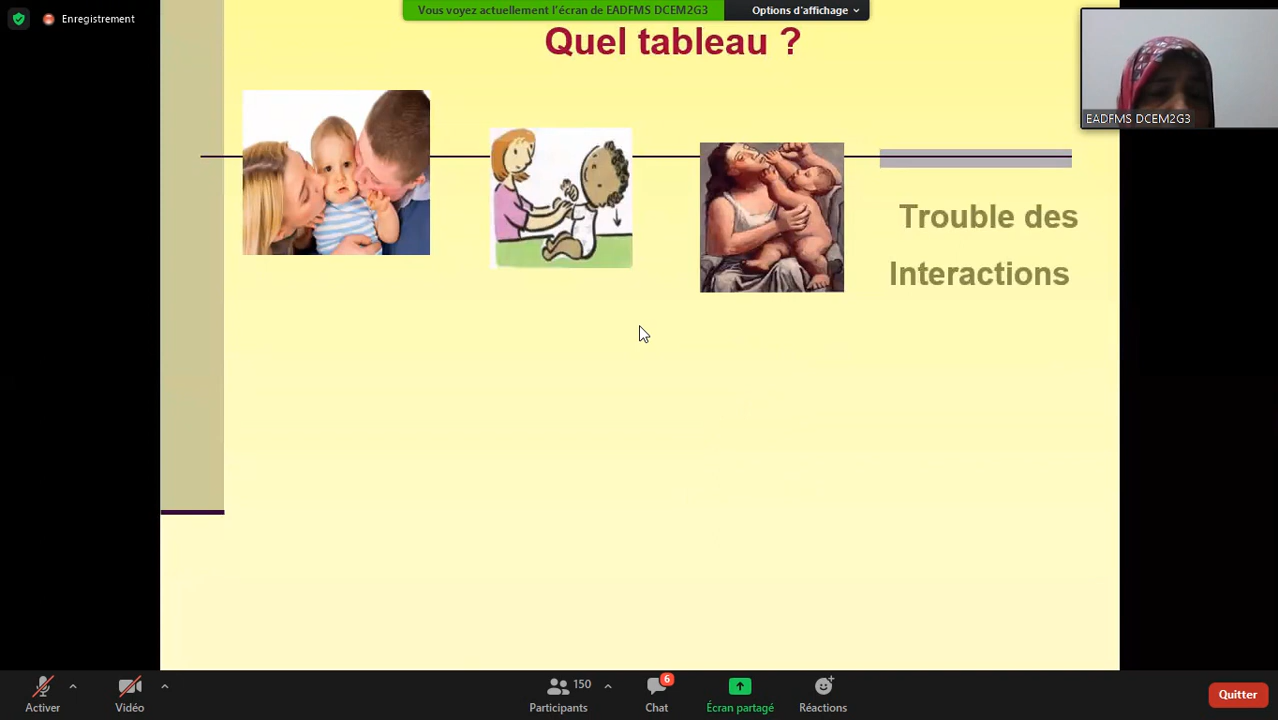 Enregistrement
Vous voyez actuellement l'écran de EADFMS DCEM2G3
Options d'affichage
Quel tableau ?
EADFMS DCEM2G3
Trouble des
Interactions
Activer
Vidéo
150
Participants
6
Chat
Écran partagé
Réactions
Quitter